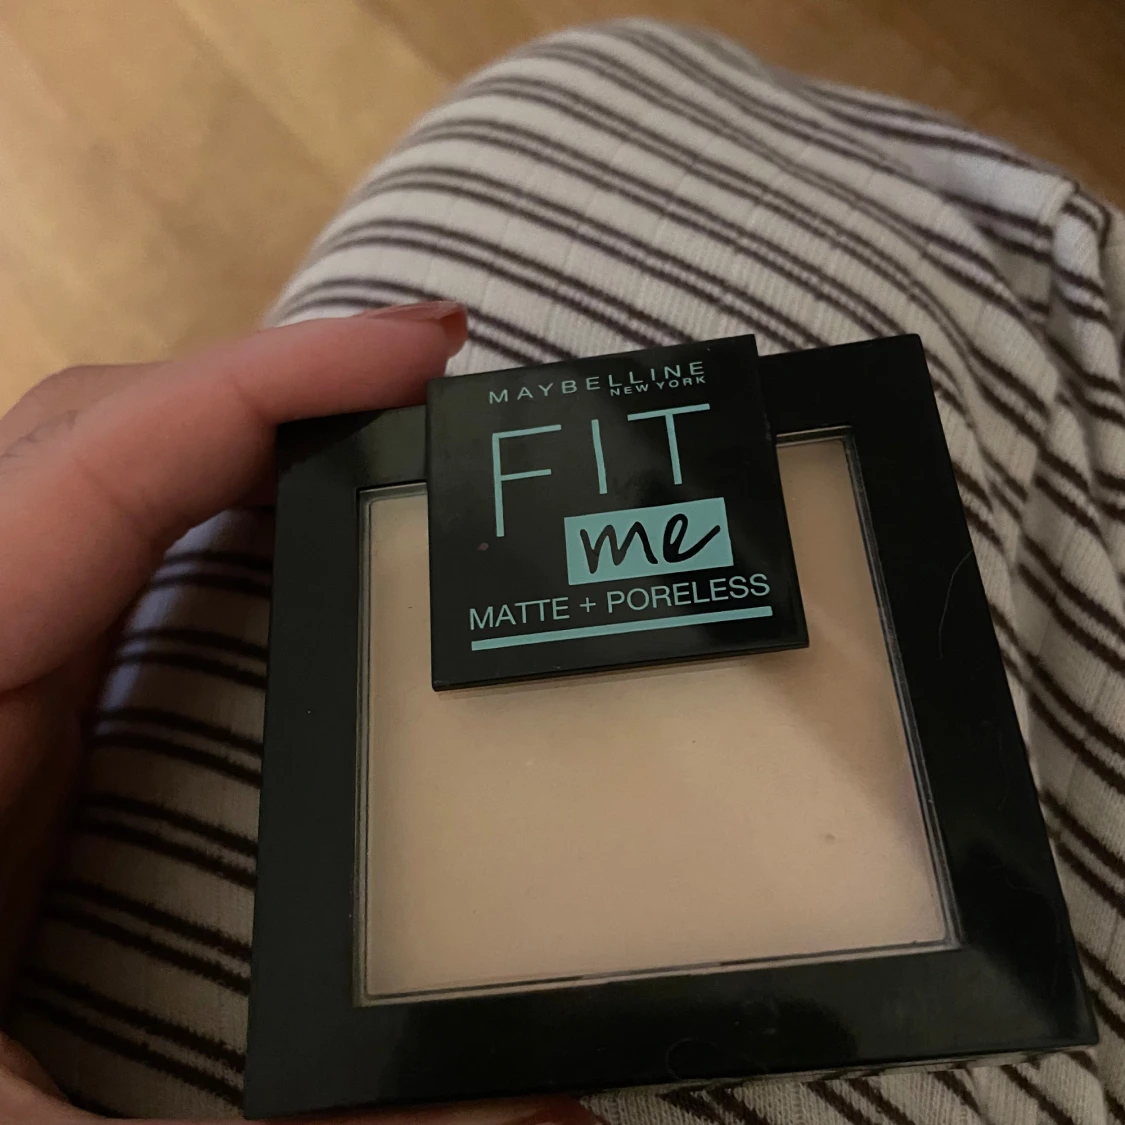 MAYBELLINE
NEW YORK
FIT
me
MATTE + PORELESS